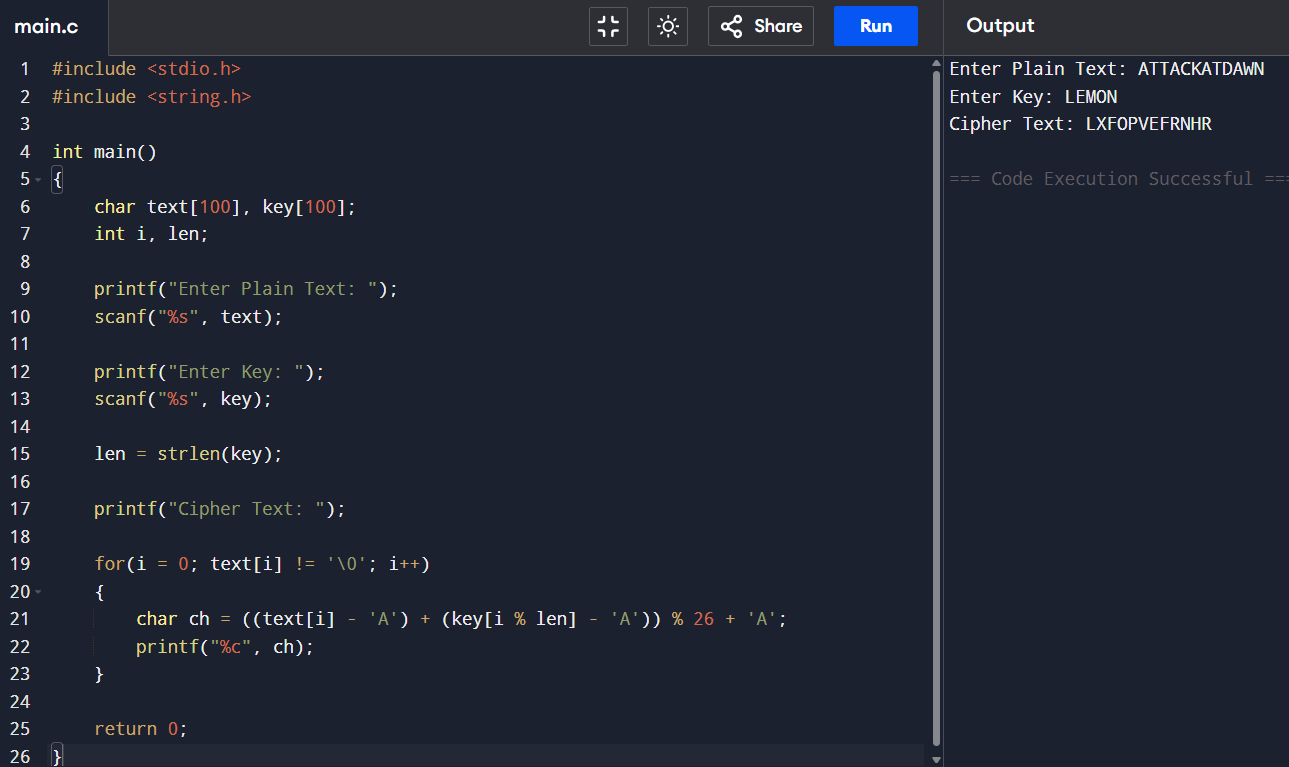 main.c
Share
Run
Output
1 #include <stdio.h>
2 #include <string.h>
3
4 int main()
5 {
6     char text[100], key[100];
7     int i, len;
8
9     printf("Enter Plain Text: ");
10     scanf("%s", text);
11
12     printf("Enter Key: ");
13     scanf("%s", key);
14
15     len = strlen(key);
16
17     printf("Cipher Text: ");
18
19     for(i = 0; text[i] != '\0'; i++)
20     {
21         char ch = ((text[i] - 'A') + (key[i % len] - 'A')) % 26 + 'A';
22         printf("%c", ch);
23     }
24
25     return 0;
26 }
Enter Plain Text: ATTACKATDAWN
Enter Key: LEMON
Cipher Text: LXFOPVEFRNHR
=== Code Execution Successful ===